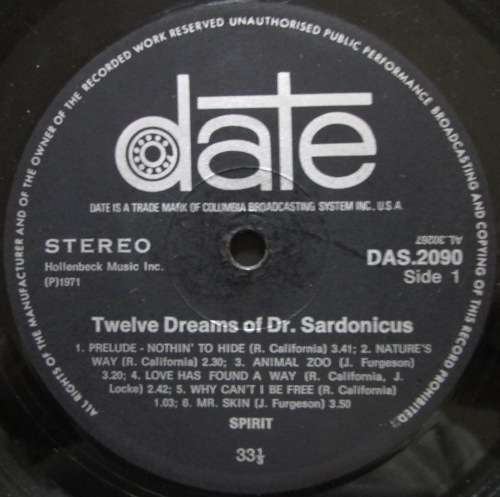 ALL RIGHTS OF THE MANUFACTURER AND OF THE OWNER OF THE RECORDED WORK RESERVED UNAUTHORISED PUBLIC PERFORMANCE BROADCASTING AND COPYING OF THIS RECORD PROHIBITED
date
DATE IS A TRADE MARK OF COLUMBIA BROADCASTING SYSTEM INC., U.S.A.
AL.30267
STEREO
DAS.2090
Hollenbeck Music Inc.
Side 1
(P)1971
Twelve Dreams of Dr. Sardonicus
1. PRELUDE - NOTHIN' TO HIDE (R. California) 3.41; 2. NATURE'S
WAY (R. California) 2.30; 3. ANIMAL ZOO (J. Furgeson)
3.20; 4. LOVE HAS FOUND A WAY (R. California, J.
Locke) 2.42; 5. WHY CAN'T I BE FREE (R. California)
1.03; 6. MR. SKIN (J. Furgeson) 3.50
SPIRIT
33⅓